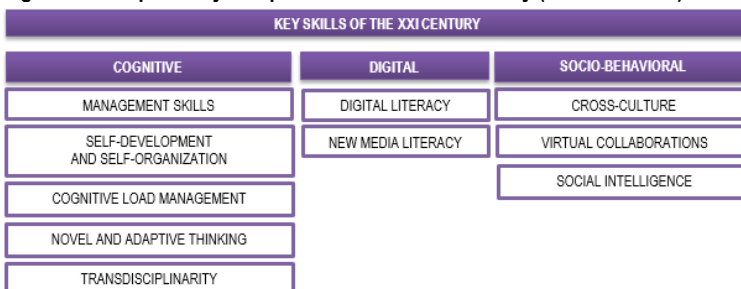 KEY SKILLS OF THE XXI CENTURY
COGNITIVE
MANAGEMENT SKILLS
SELF-DEVELOPMENT
AND SELF-ORGANIZATION
COGNITIVE LOAD MANAGEMENT
NOVEL AND ADAPTIVE THINKING
TRANSDISCIPLINARITY
DIGITAL
DIGITAL LITERACY
NEW MEDIA LITERACY
SOCIO-BEHAVIORAL
CROSS-CULTURE
VIRTUAL COLLABORATIONS
SOCIAL INTELLIGENCE